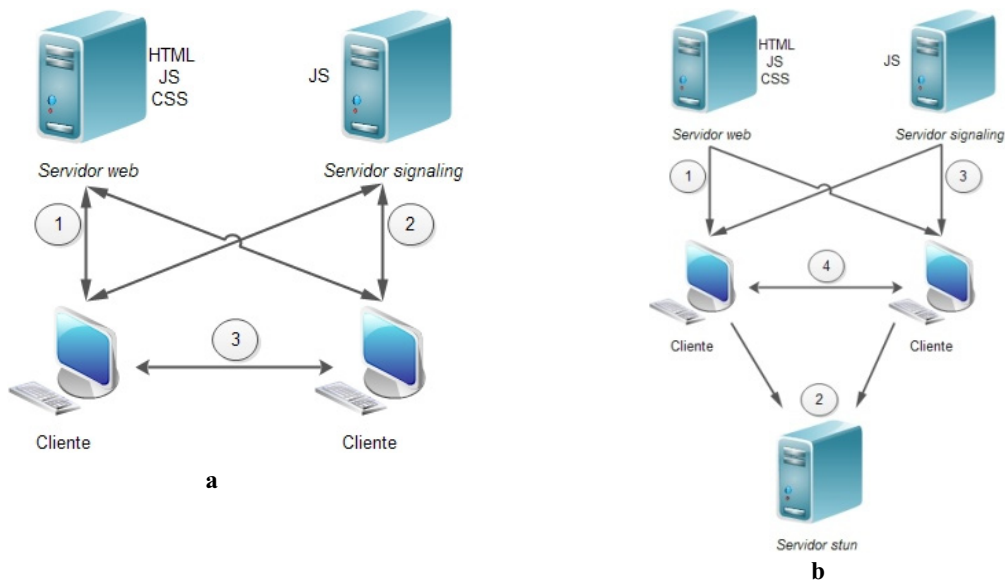 HTML
JS
CSS
JS
Servidor web
Servidor signaling
1
2
3
Cliente
Cliente
a
HTML
JS
CSS
JS
Servidor web
Servidor signaling
1
3
4
Cliente
Cliente
2
Servidor stun
b